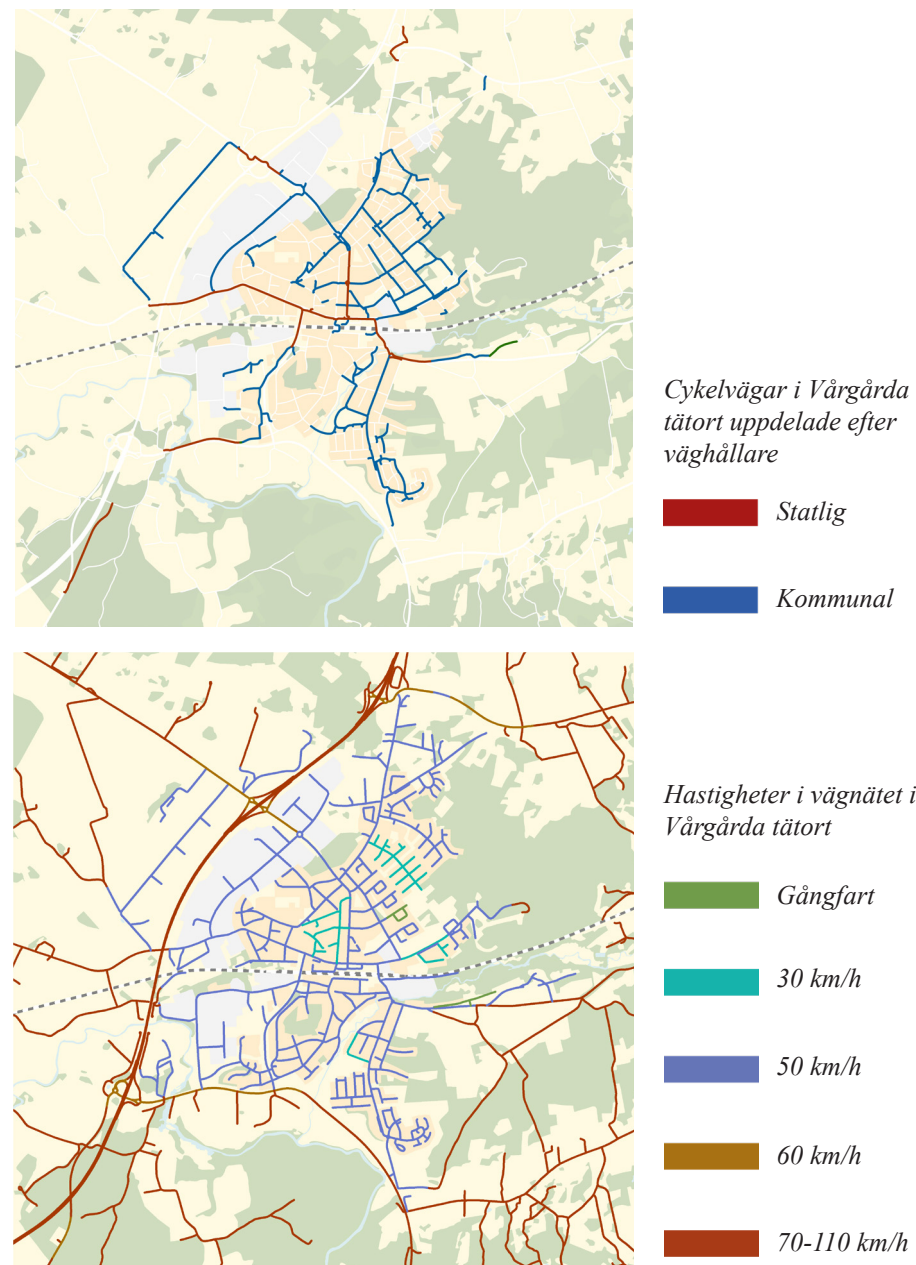 Cykelvägar i Vårgårda
tätort uppdelade efter
väghållare
Statlig
Kommunal
Hastigheter i vägnätet i
Vårgårda tätort
Gångfart
30 km/h
50 km/h
60 km/h
70-110 km/h